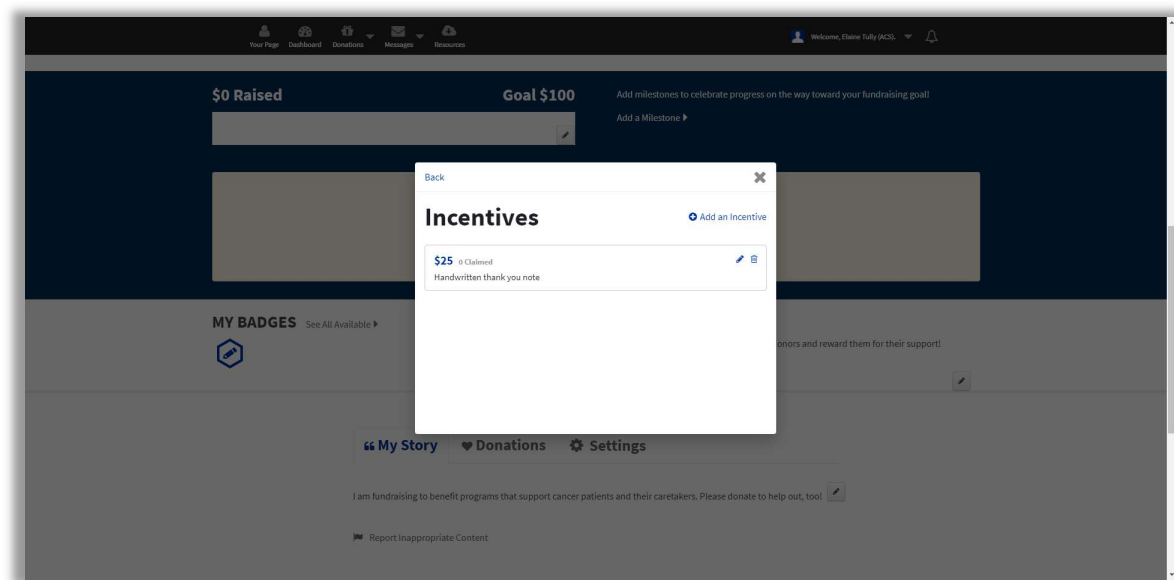 Your Page Dashboard Donations Messages Resources Welcome, Elaine Tully (ACS).
$0 Raised Goal $100
Add milestones to celebrate progress on the way toward your fundraising goal!
Add a Milestone
Back
Incentives
Add an Incentive
$25 0 Claimed
Handwritten thank you note
MY BADGES See All Available
onors and reward them for their support!
My Story Donations Settings
I am fundraising to benefit programs that support cancer patients and their caretakers. Please donate to help out, too!
Report Inappropriate Content